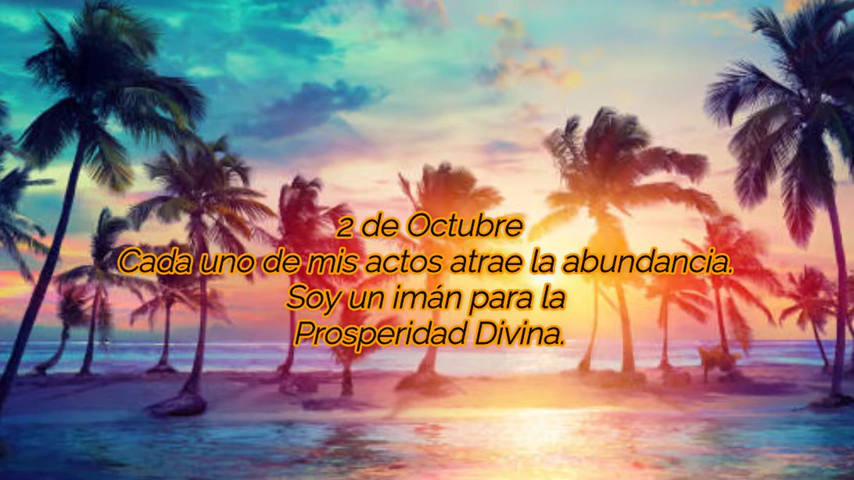 2 de Octubre
Cada uno de mis actos atrae la abundancia.
Soy un imán para la
Prosperidad Divina.